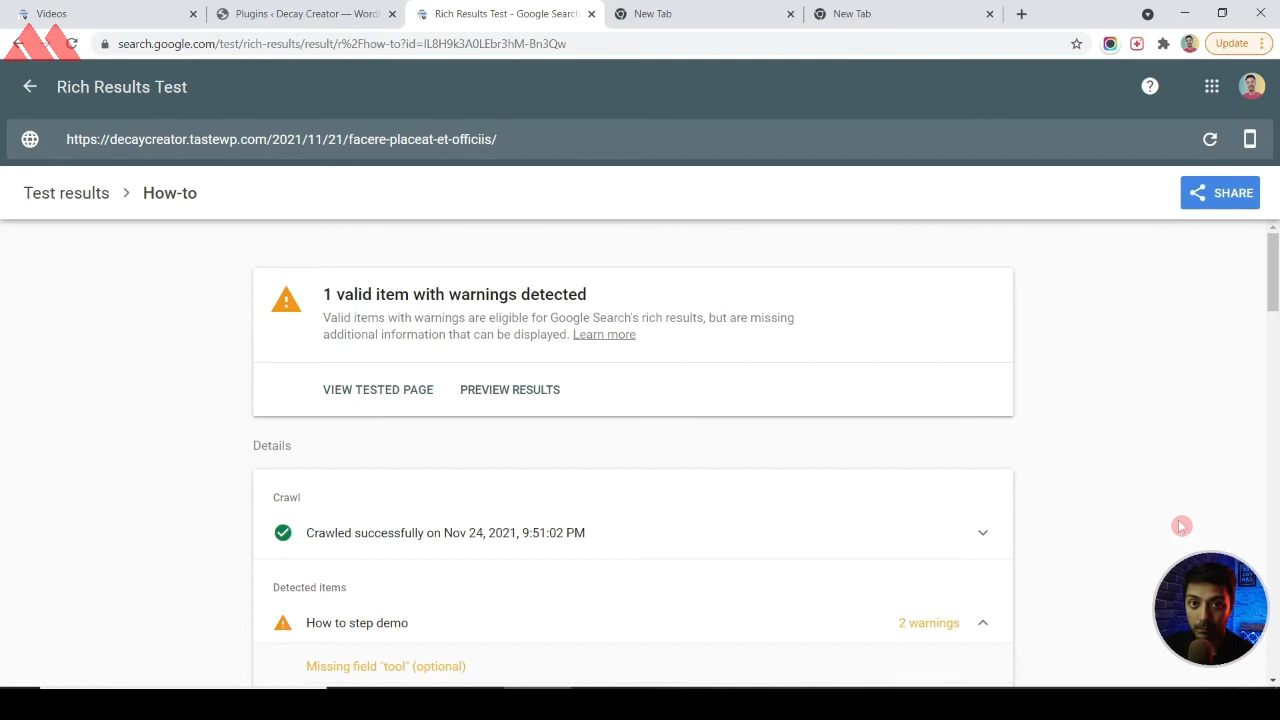 Videos
Plugins ‹ Decay Creator — Word
Rich Results Test - Google Search
New Tab
New Tab
search.google.com/test/rich-results/result/r%2Fhow-to?id=IL8H9k3A0LEbr3hM-Bn3Qw
Update
Rich Results Test
https://decaycreator.tastewp.com/2021/11/21/facere-placeat-et-officiis/
Test results
How-to
SHARE
1 valid item with warnings detected
Valid items with warnings are eligible for Google Search's rich results, but are missing
additional information that can be displayed. Learn more
VIEW TESTED PAGE
PREVIEW RESULTS
Details
Crawl
Crawled successfully on Nov 24, 2021, 9:51:02 PM
Detected items
How to step demo
2 warnings
Missing field "tool" (optional)